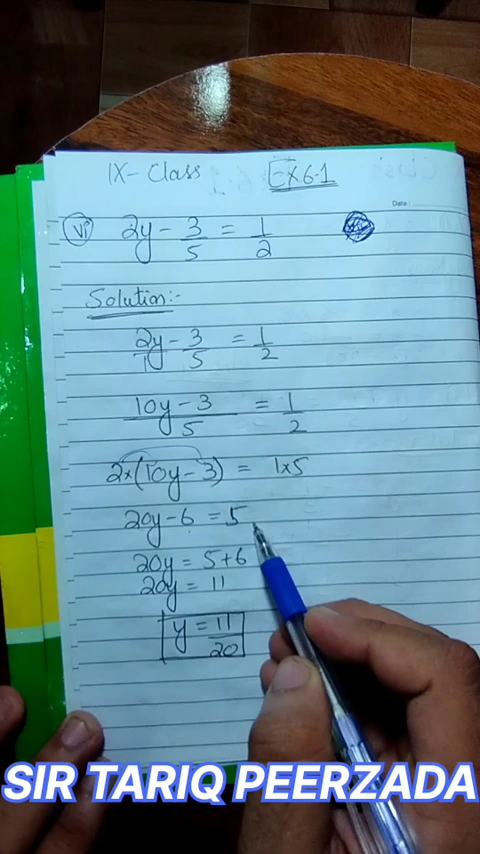 IX- Class Ex 6.1
Date :
vi 2y - 3/5 = 1/2
Solution:-
2y/1 - 3/5 = 1/2
10y - 3/5 = 1/2
2×(10y - 3) = 1×5
20y - 6 = 5
20y = 5+6
20y = 11
y = 11/20
SIR TARIQ PEERZADA